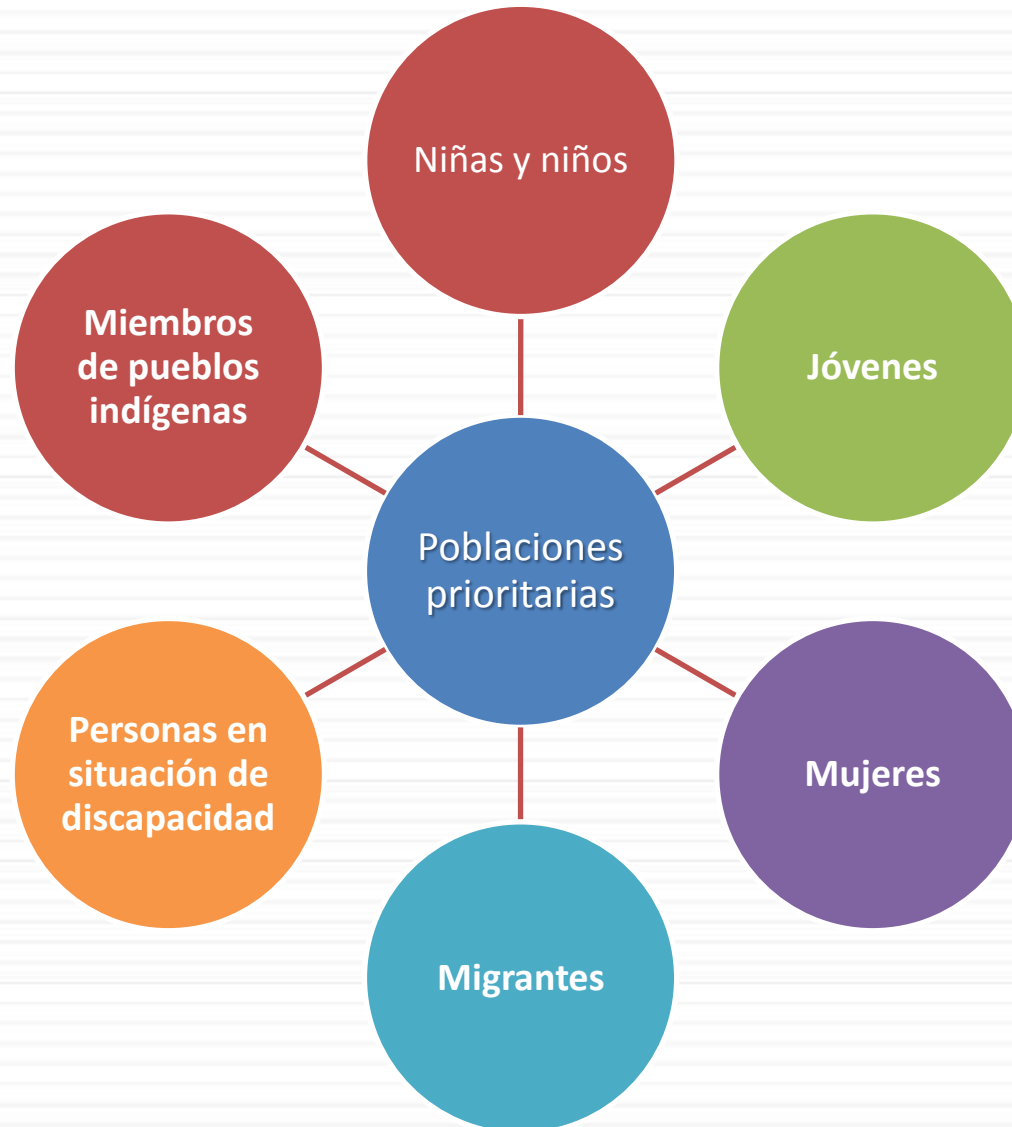 Niñas y niños
Miembros
de pueblos
indígenas
Jóvenes
Poblaciones
prioritarias
Personas en
situación de
discapacidad
Mujeres
Migrantes